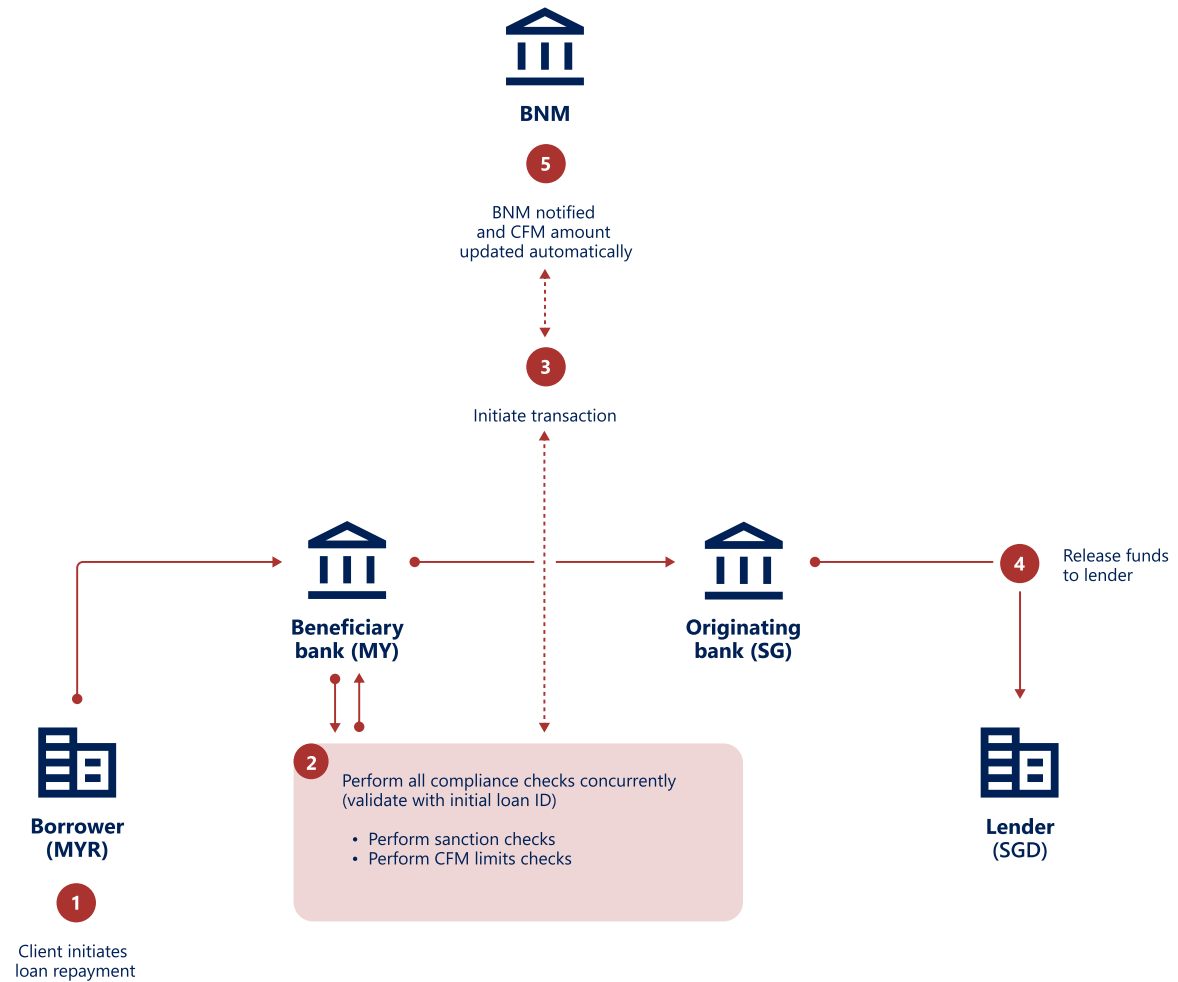 BNM
5
BNM notified
and CFM amount
updated automatically
3
Initiate transaction
Beneficiary
bank (MY)
Originating
bank (SG)
4
Release funds
to lender
2
Perform all compliance checks concurrently
(validate with initial loan ID)
• Perform sanction checks
• Perform CFM limits checks
Borrower
(MYR)
1
Client initiates
loan repayment
Lender
(SGD)